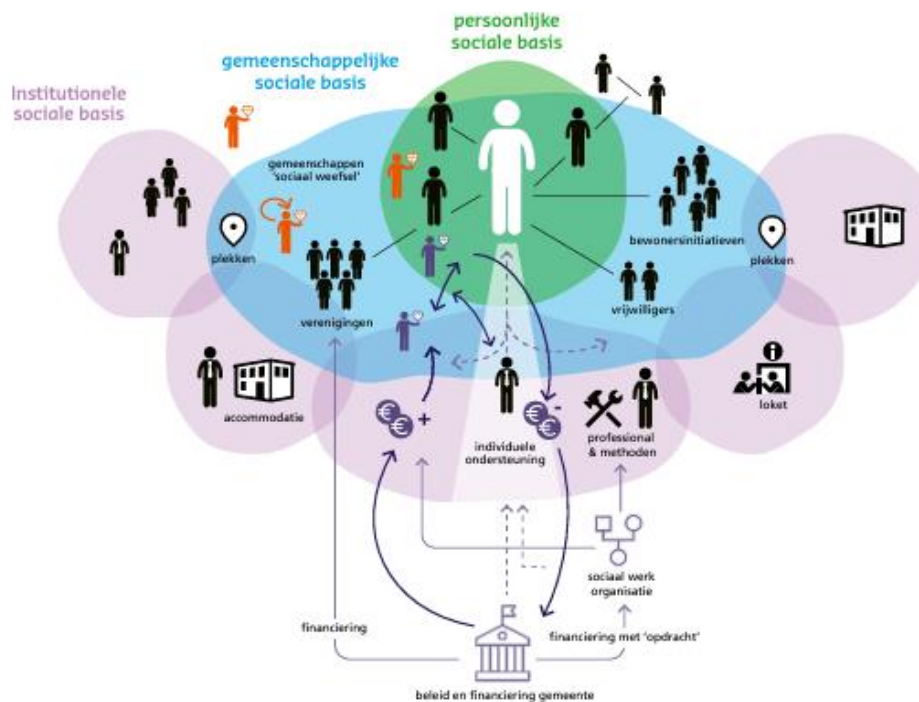 persoonlijke
sociale basis
gemeenschappelijke
sociale basis
Institutionele
sociale basis
gemeenschappen
'sociaal weefsel'
plekken
verenigingen
bewonersinitiatieven
plekken
vrijwilligers
accommodatie
€€ +
€€ -
individuele
ondersteuning
professional
& methoden
i
loket
sociaal werk
organisatie
financiering
financiering met 'opdracht'
beleid en financiering gemeente